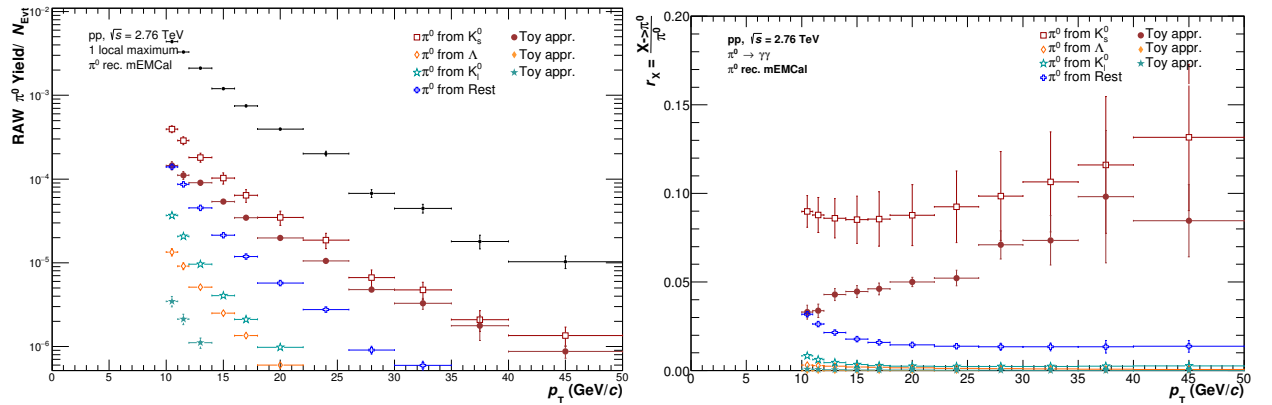 RAW π⁰ Yield/ N_Evt
10⁻²
10⁻³
10⁻⁴
10⁻⁵
10⁻⁶
pp, √s = 2.76 TeV
1 local maximum
π⁰ rec. mEMCal
π⁰ from K⁰_s
Toy appr.
π⁰ from Λ
Toy appr.
π⁰ from K⁰_l
Toy appr.
π⁰ from Rest
0 5 10 15 20 25 30 35 40 45 50
p_T (GeV/c)
r_X = X->π⁰/π⁰
0.20
0.15
0.10
0.05
0.00
pp, √s = 2.76 TeV
π⁰ → γγ
π⁰ rec. mEMCal
π⁰ from K⁰_s
Toy appr.
π⁰ from Λ
Toy appr.
π⁰ from K⁰_l
Toy appr.
π⁰ from Rest
0 5 10 15 20 25 30 35 40 45 50
p_T (GeV/c)